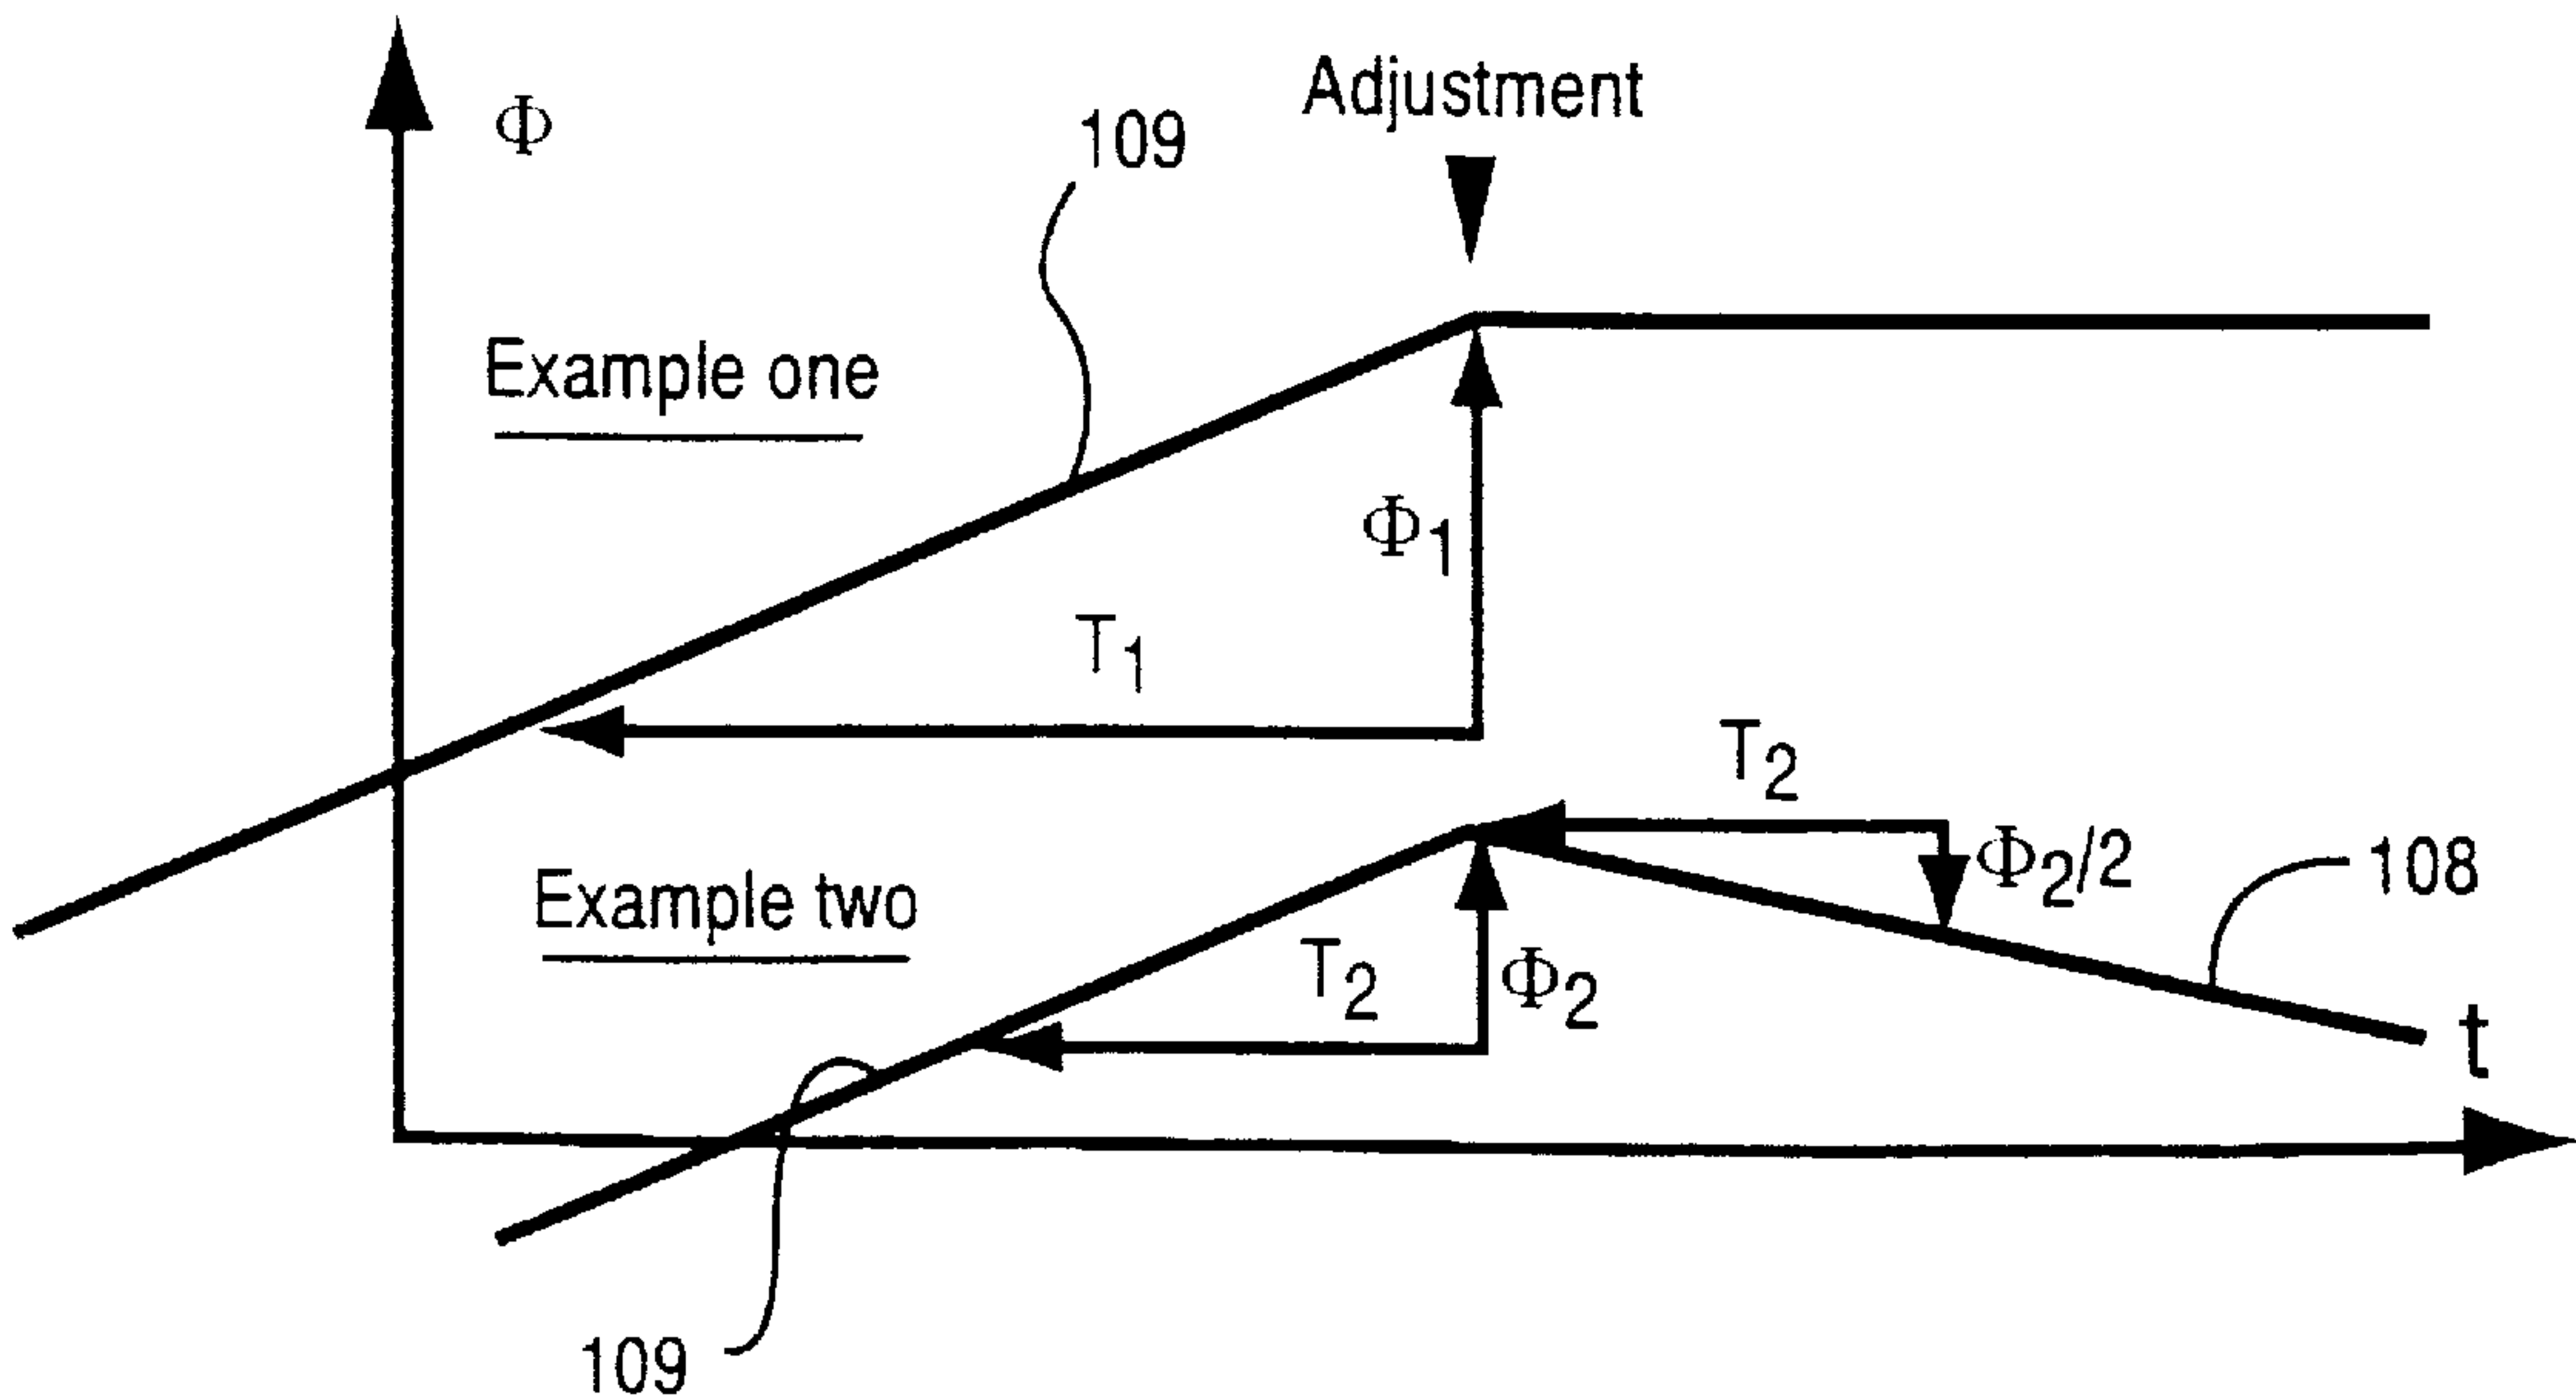 Adjustment
Φ
109
Example one
Φ1
T1
T2
Φ2/2
108
Example two
T2
Φ2
t
109